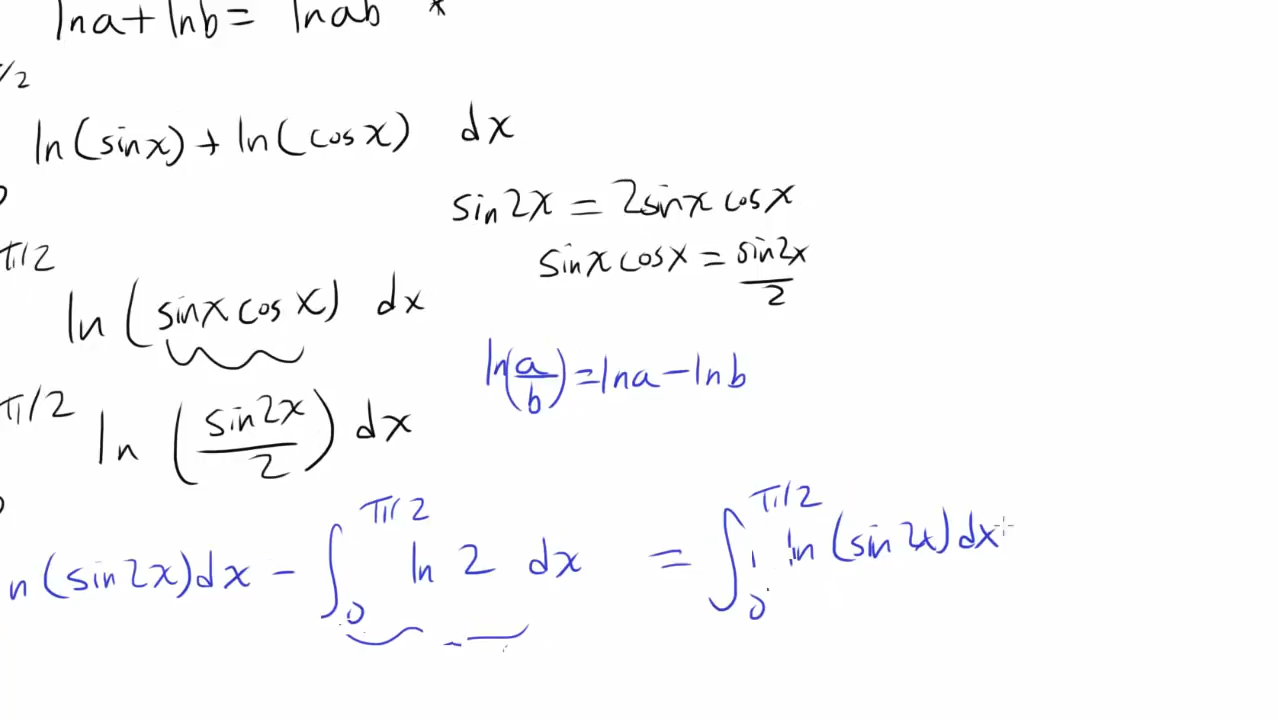 ln a + ln b = ln ab *
π/2
ln (sin x) + ln (cos x) dx
0
sin 2x = 2 sin x cos x
sin x cos x = sin 2x / 2
π/2
ln (sin x cos x) dx
ln(a/b) = ln a − ln b
π/2
ln (sin 2x / 2) dx
0
n (sin 2x) dx − ∫_0^{π/2} ln 2 dx = ∫_0^{π/2} ln (sin 2x) dx